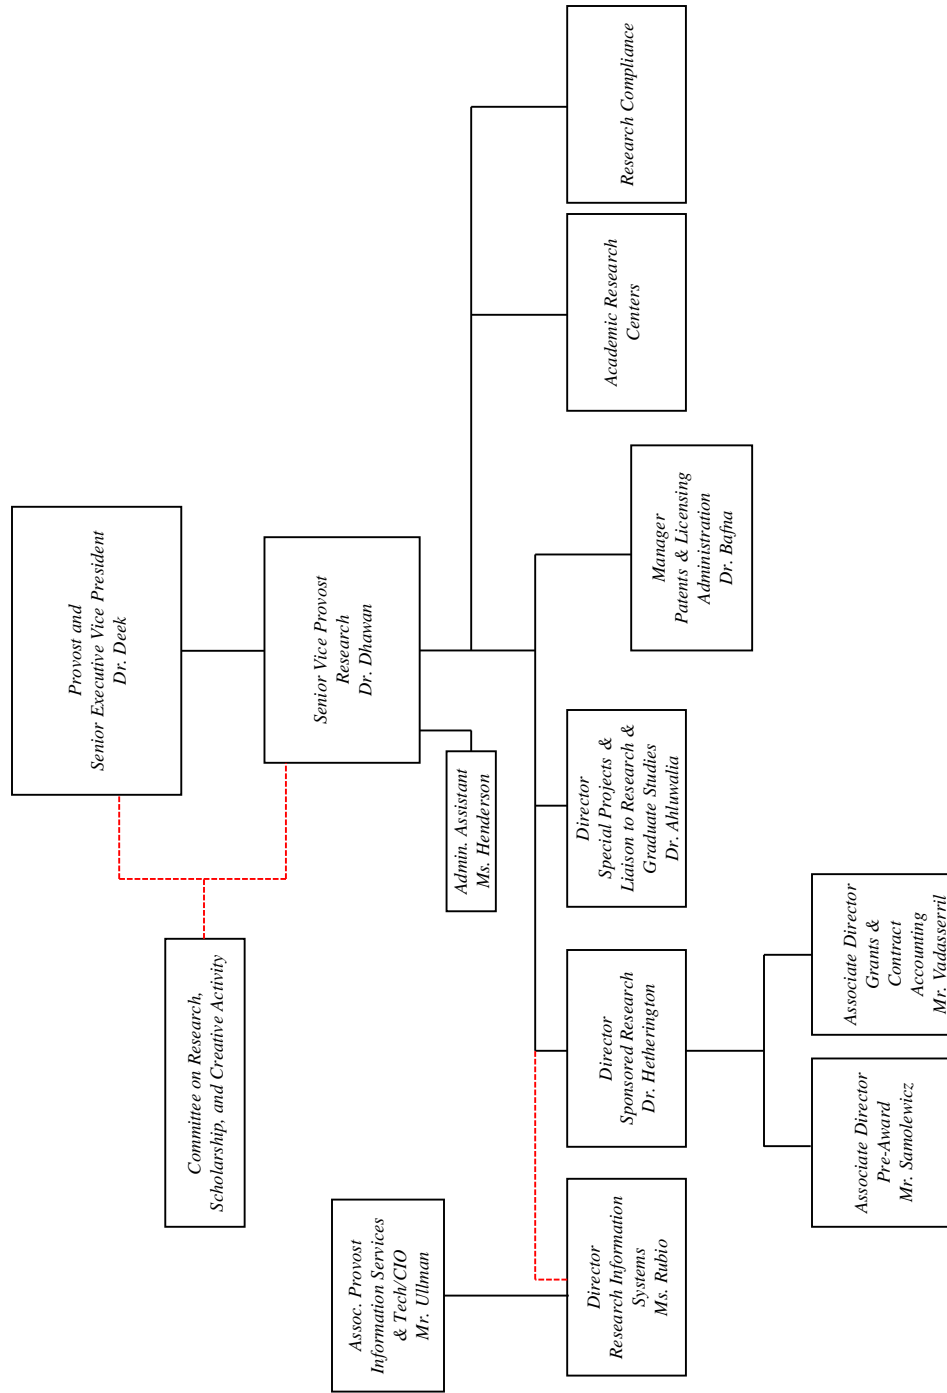 Provost and
Senior Executive Vice President
Dr. Deek
Committee on Research,
Scholarship, and Creative Activity
Senior Vice Provost
Research
Dr. Dhawan
Assoc. Provost
Information Services
& Tech/CIO
Mr. Ullman
Admin. Assistant
Ms. Henderson
Director
Research Information
Systems
Ms. Rubio
Director
Sponsored Research
Dr. Hetherington
Director
Special Projects &
Liaison to Research &
Graduate Studies
Dr. Ahluwalia
Manager
Patents & Licensing
Administration
Dr. Bafna
Academic Research
Centers
Research Compliance
Associate Director
Pre-Award
Mr. Samolewicz
Associate Director
Grants &
Contract
Accounting
Mr. Vadasserril